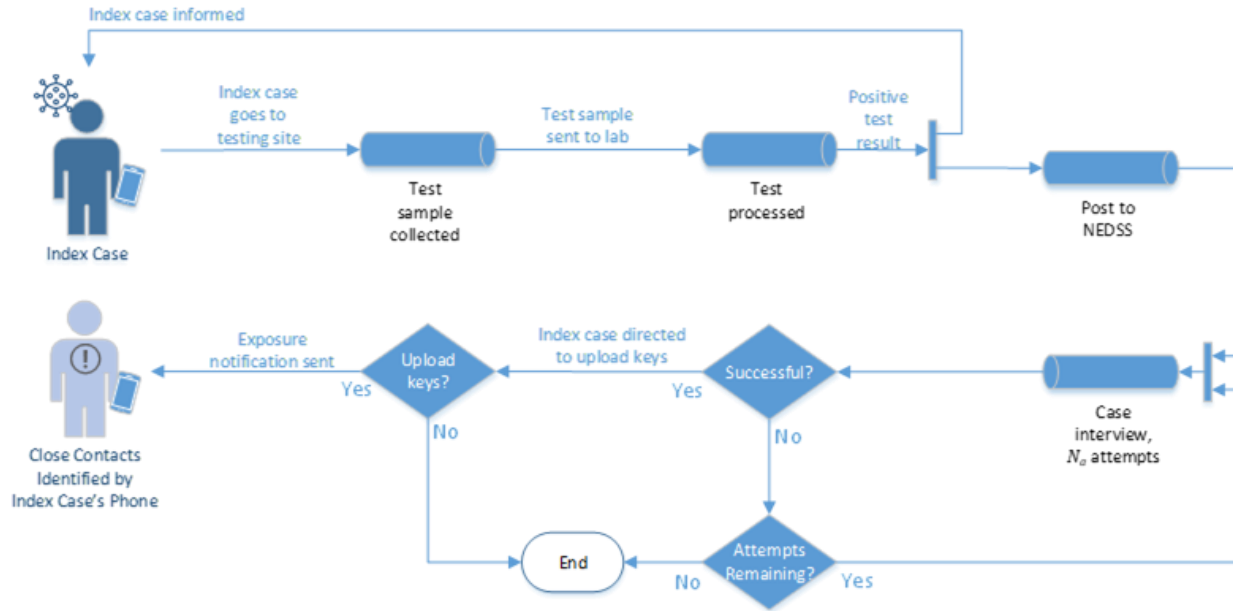 Index case informed
Index case
goes to
testing site
Test sample
sent to lab
Positive
test
result
Test
sample
collected
Test
processed
Post to
NEDSS
Index Case
Exposure
notification sent
Upload
keys?
Index case directed
to upload keys
Successful?
Yes
Yes
No
No
Case
interview,
Nₐ attempts
Close Contacts
Identified by
Index Case's Phone
!
End
No
Attempts
Remaining?
Yes